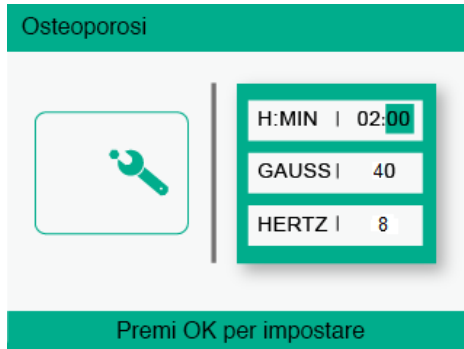 Osteoporosi
H:MIN | 02:00
GAUSS | 40
HERTZ | 8
Premi OK per impostare